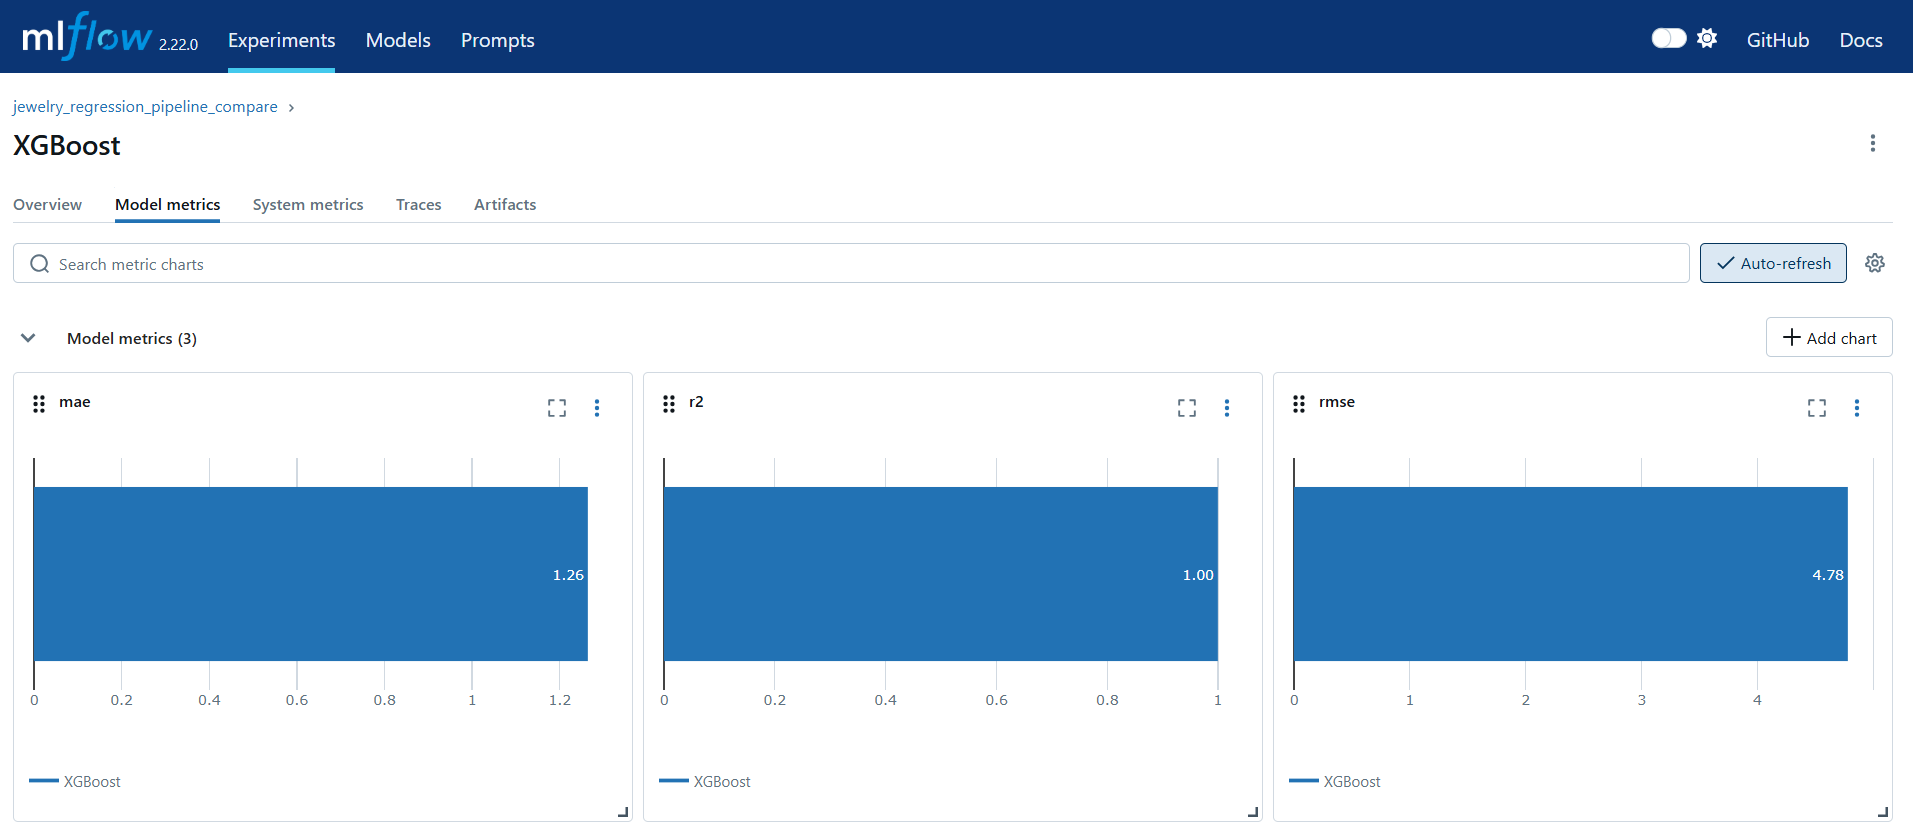 mlflow 2.22.0 Experiments Models Prompts GitHub Docs
jewelry_regression_pipeline_compare
XGBoost
Overview Model metrics System metrics Traces Artifacts
Search metric charts Auto-refresh
Model metrics (3) Add chart
mae
1.26
0 0.2 0.4 0.6 0.8 1 1.2
XGBoost
r2
1.00
0 0.2 0.4 0.6 0.8 1
XGBoost
rmse
4.78
0 1 2 3 4
XGBoost